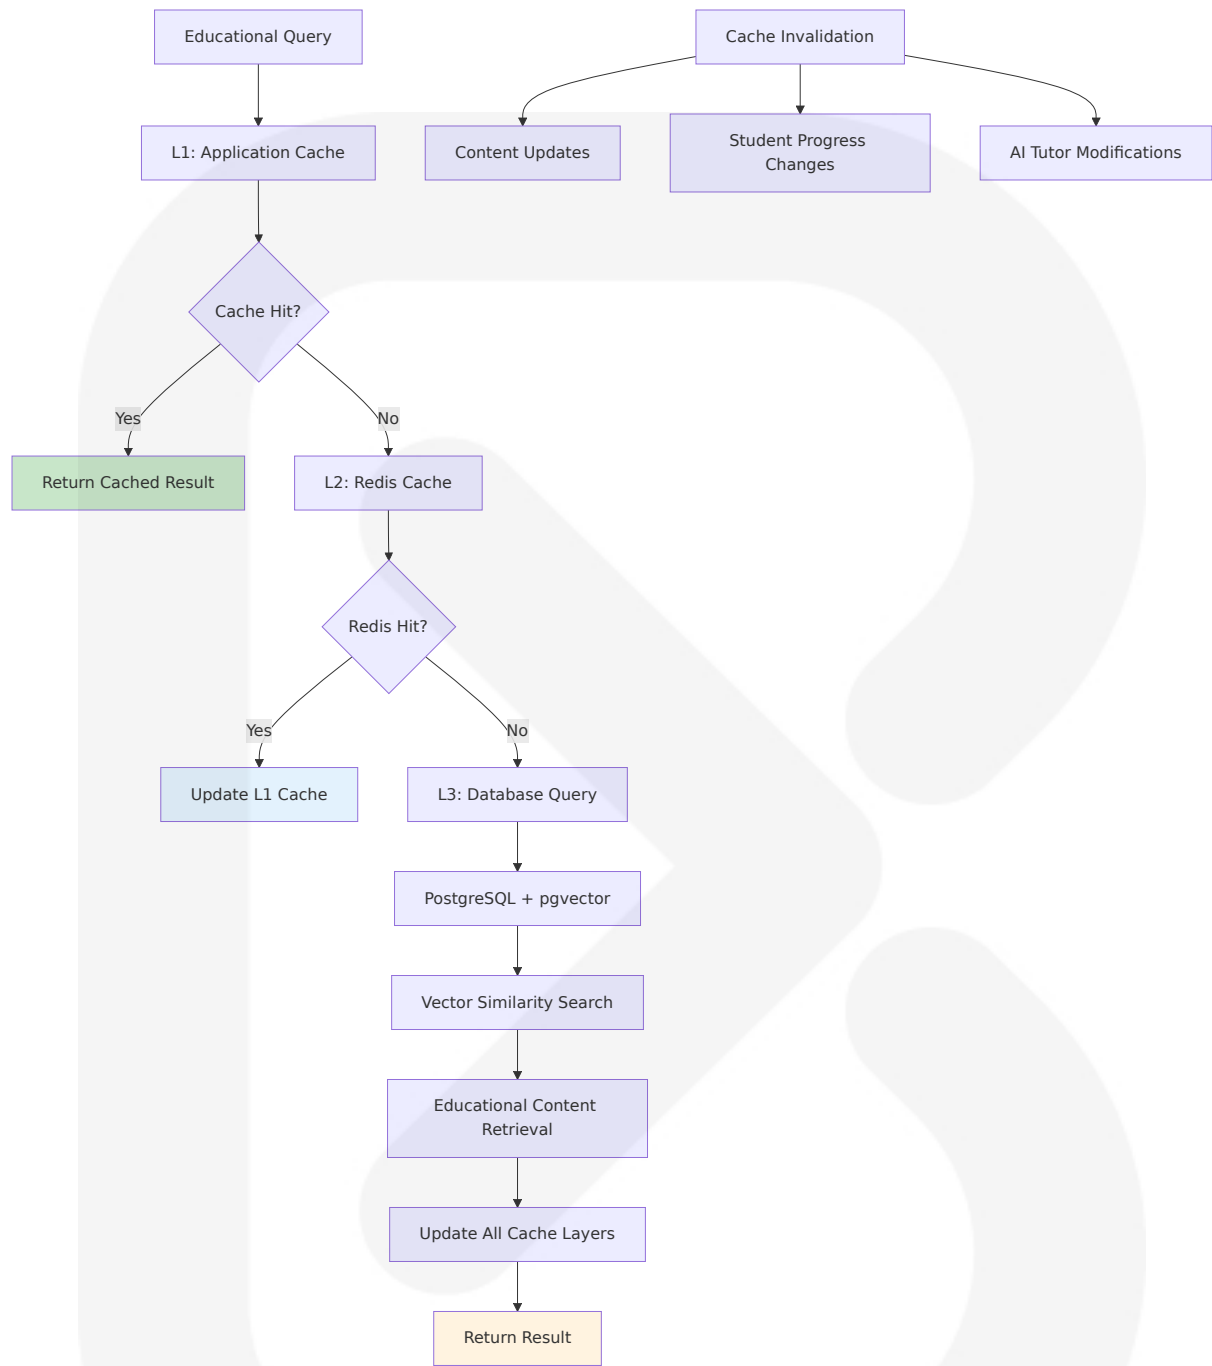 Educational Query
Cache Invalidation
L1: Application Cache
Content Updates
Student Progress
Changes
AI Tutor Modifications
Cache Hit?
Yes
No
Return Cached Result
L2: Redis Cache
Redis Hit?
Yes
No
Update L1 Cache
L3: Database Query
PostgreSQL + pgvector
Vector Similarity Search
Educational Content
Retrieval
Update All Cache Layers
Return Result